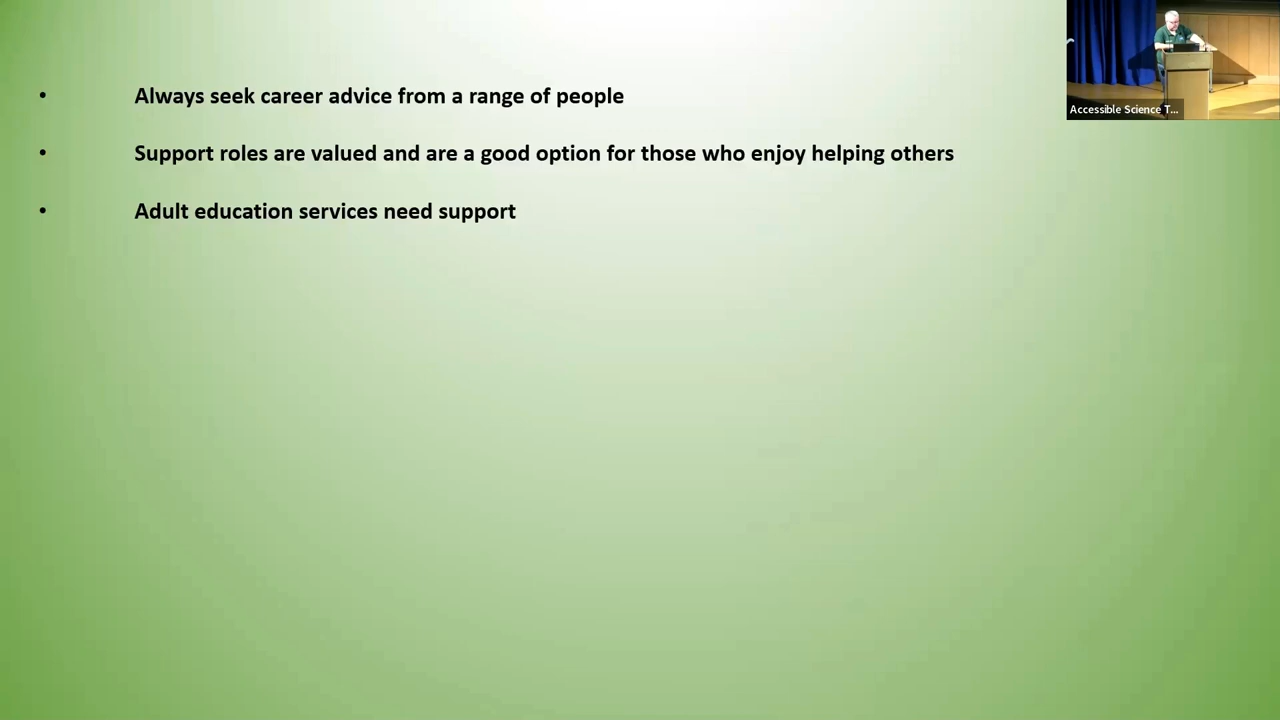 • Always seek career advice from a range of people
• Support roles are valued and are a good option for those who enjoy helping others
• Adult education services need support
Accessible Science T...